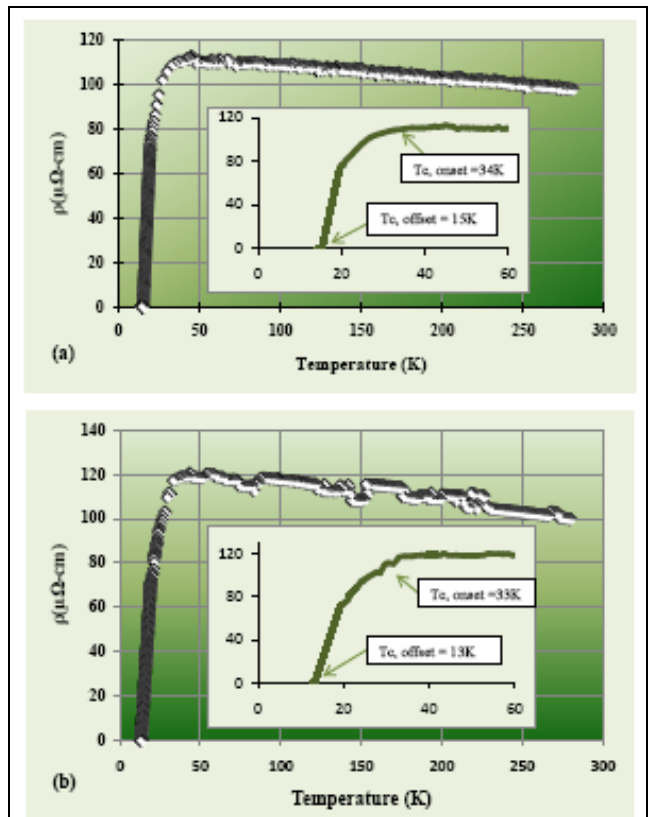 120
100
80
60
40
20
0
ρ(μΩ-cm)
120
80
40
0
Tc, onset =34K
Tc, offset = 15K
0 20 40 60
0 50 100 150 200 250 300
(a)
Temperature (K)
140
120
100
80
60
40
20
0
ρ(μΩ-cm)
120
80
40
0
Tc, onset =33K
Tc, offset = 13K
0 20 40 60
0 50 100 150 200 250 300
(b)
Temperature (K)